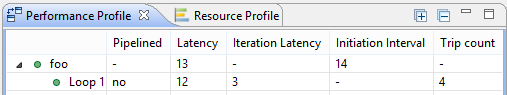 Performance Profile Resource Profile
Pipelined Latency Iteration Latency Initiation Interval Trip count
foo - 13 - 14 -
Loop 1 no 12 3 - 4